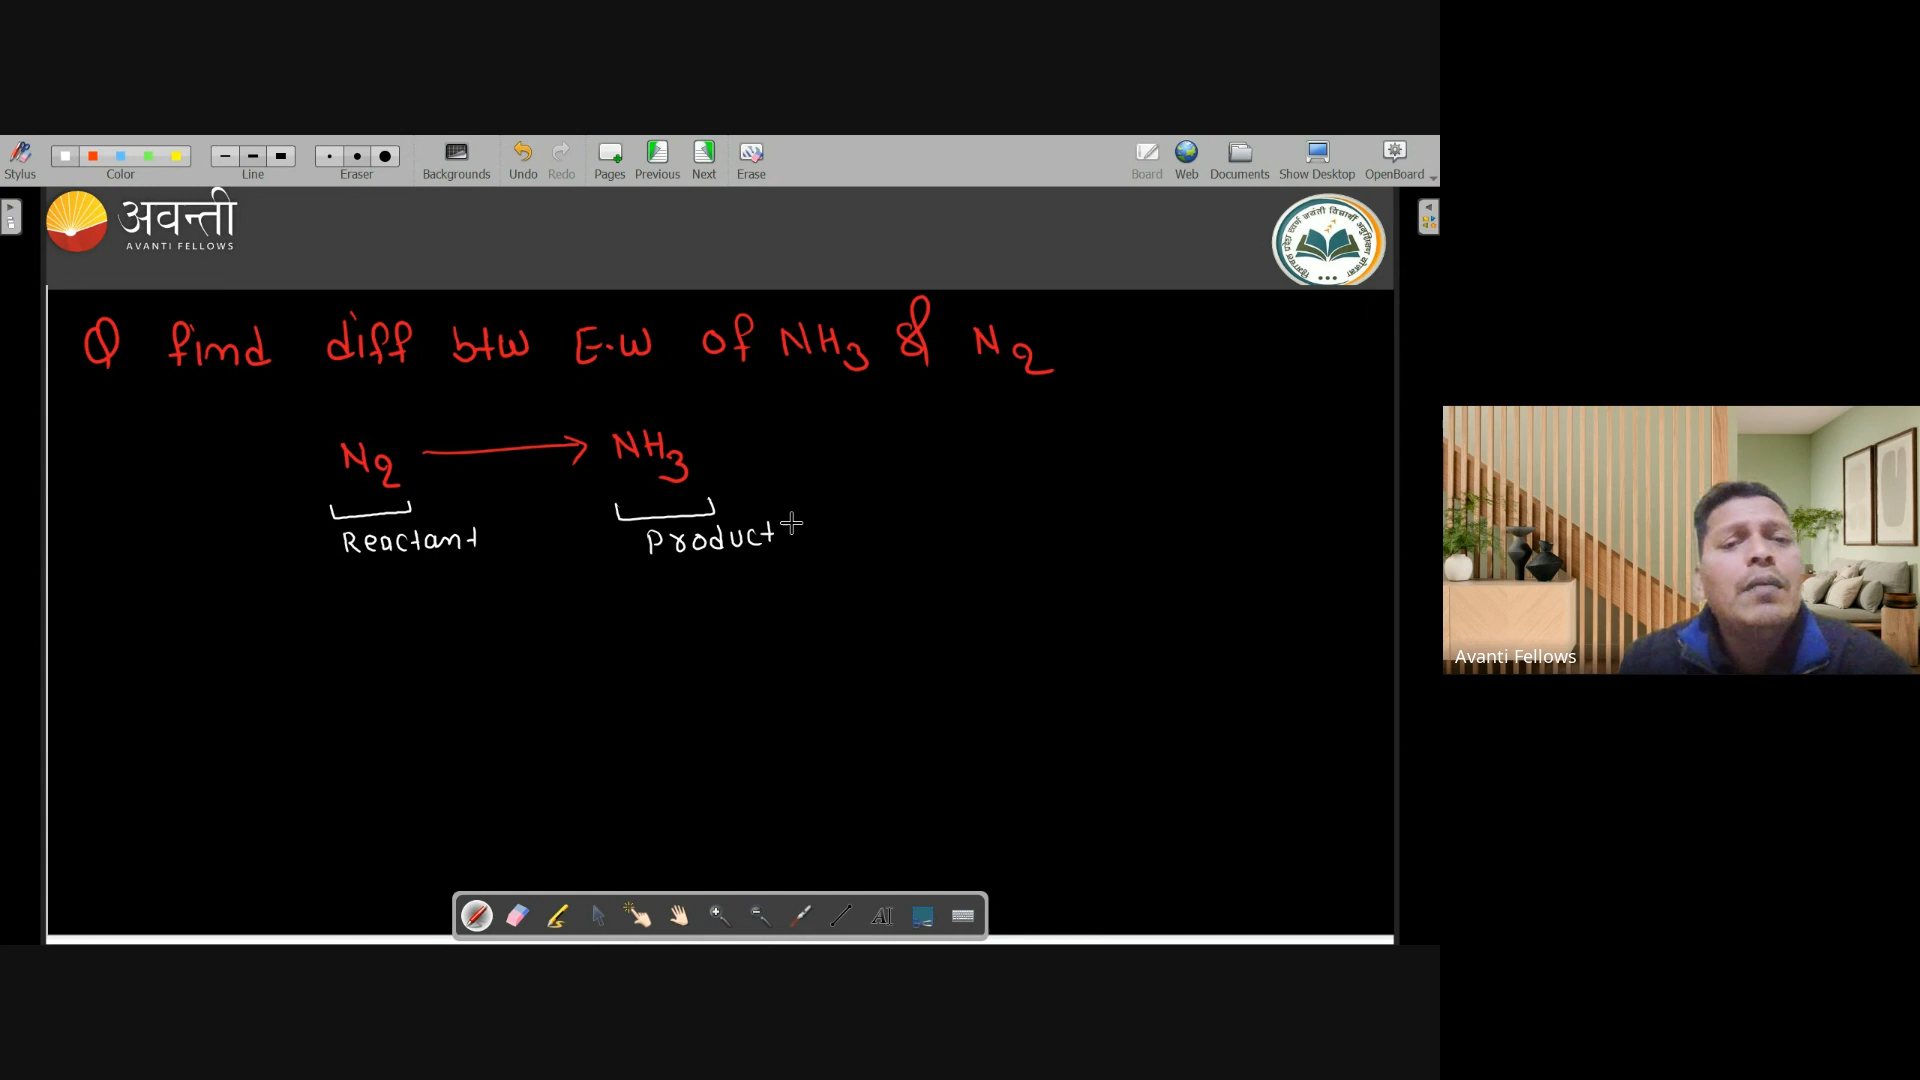 Stylus Color Line Eraser Backgrounds Undo Redo Pages Previous Next Erase Board Web Documents Show Desktop OpenBoard
अवन्ती
AVANTI FELLOWS
Q find diff btw E.W of NH3 & N2
N2 → NH3
Reactant Product
Avanti Fellows